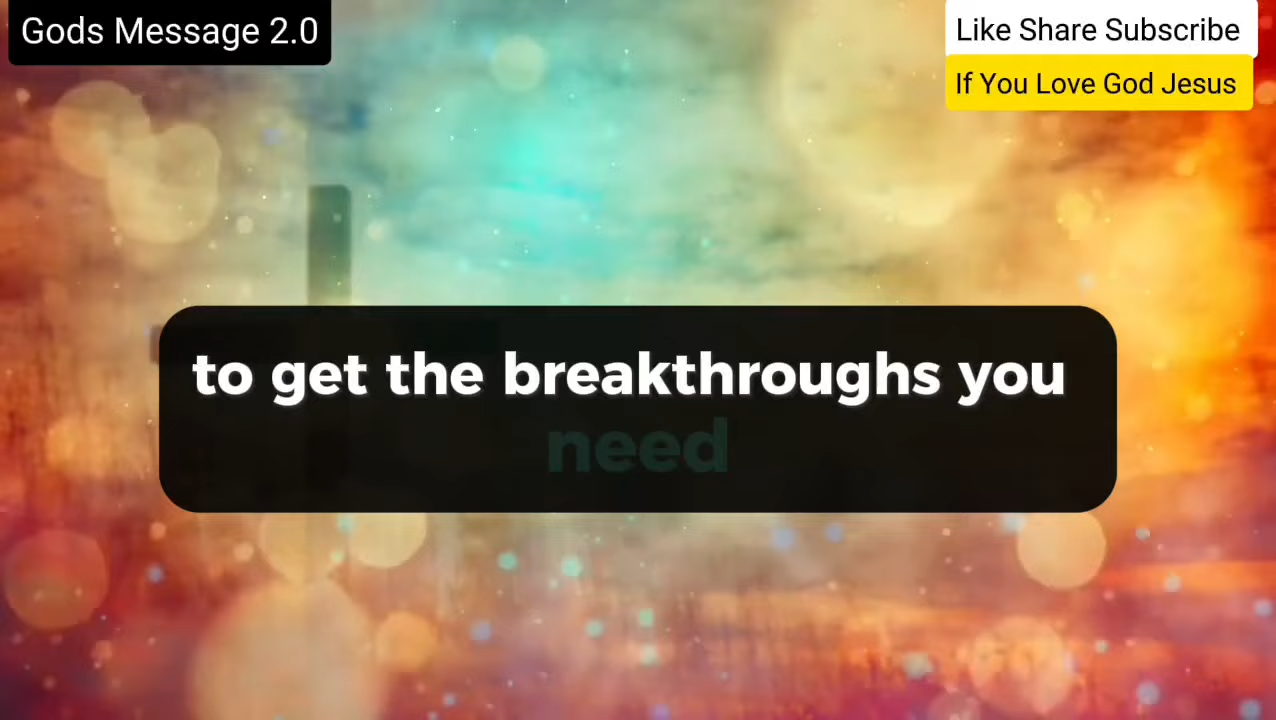 Gods Message 2.0
Like Share Subscribe
If You Love God Jesus
to get the breakthroughs you
need